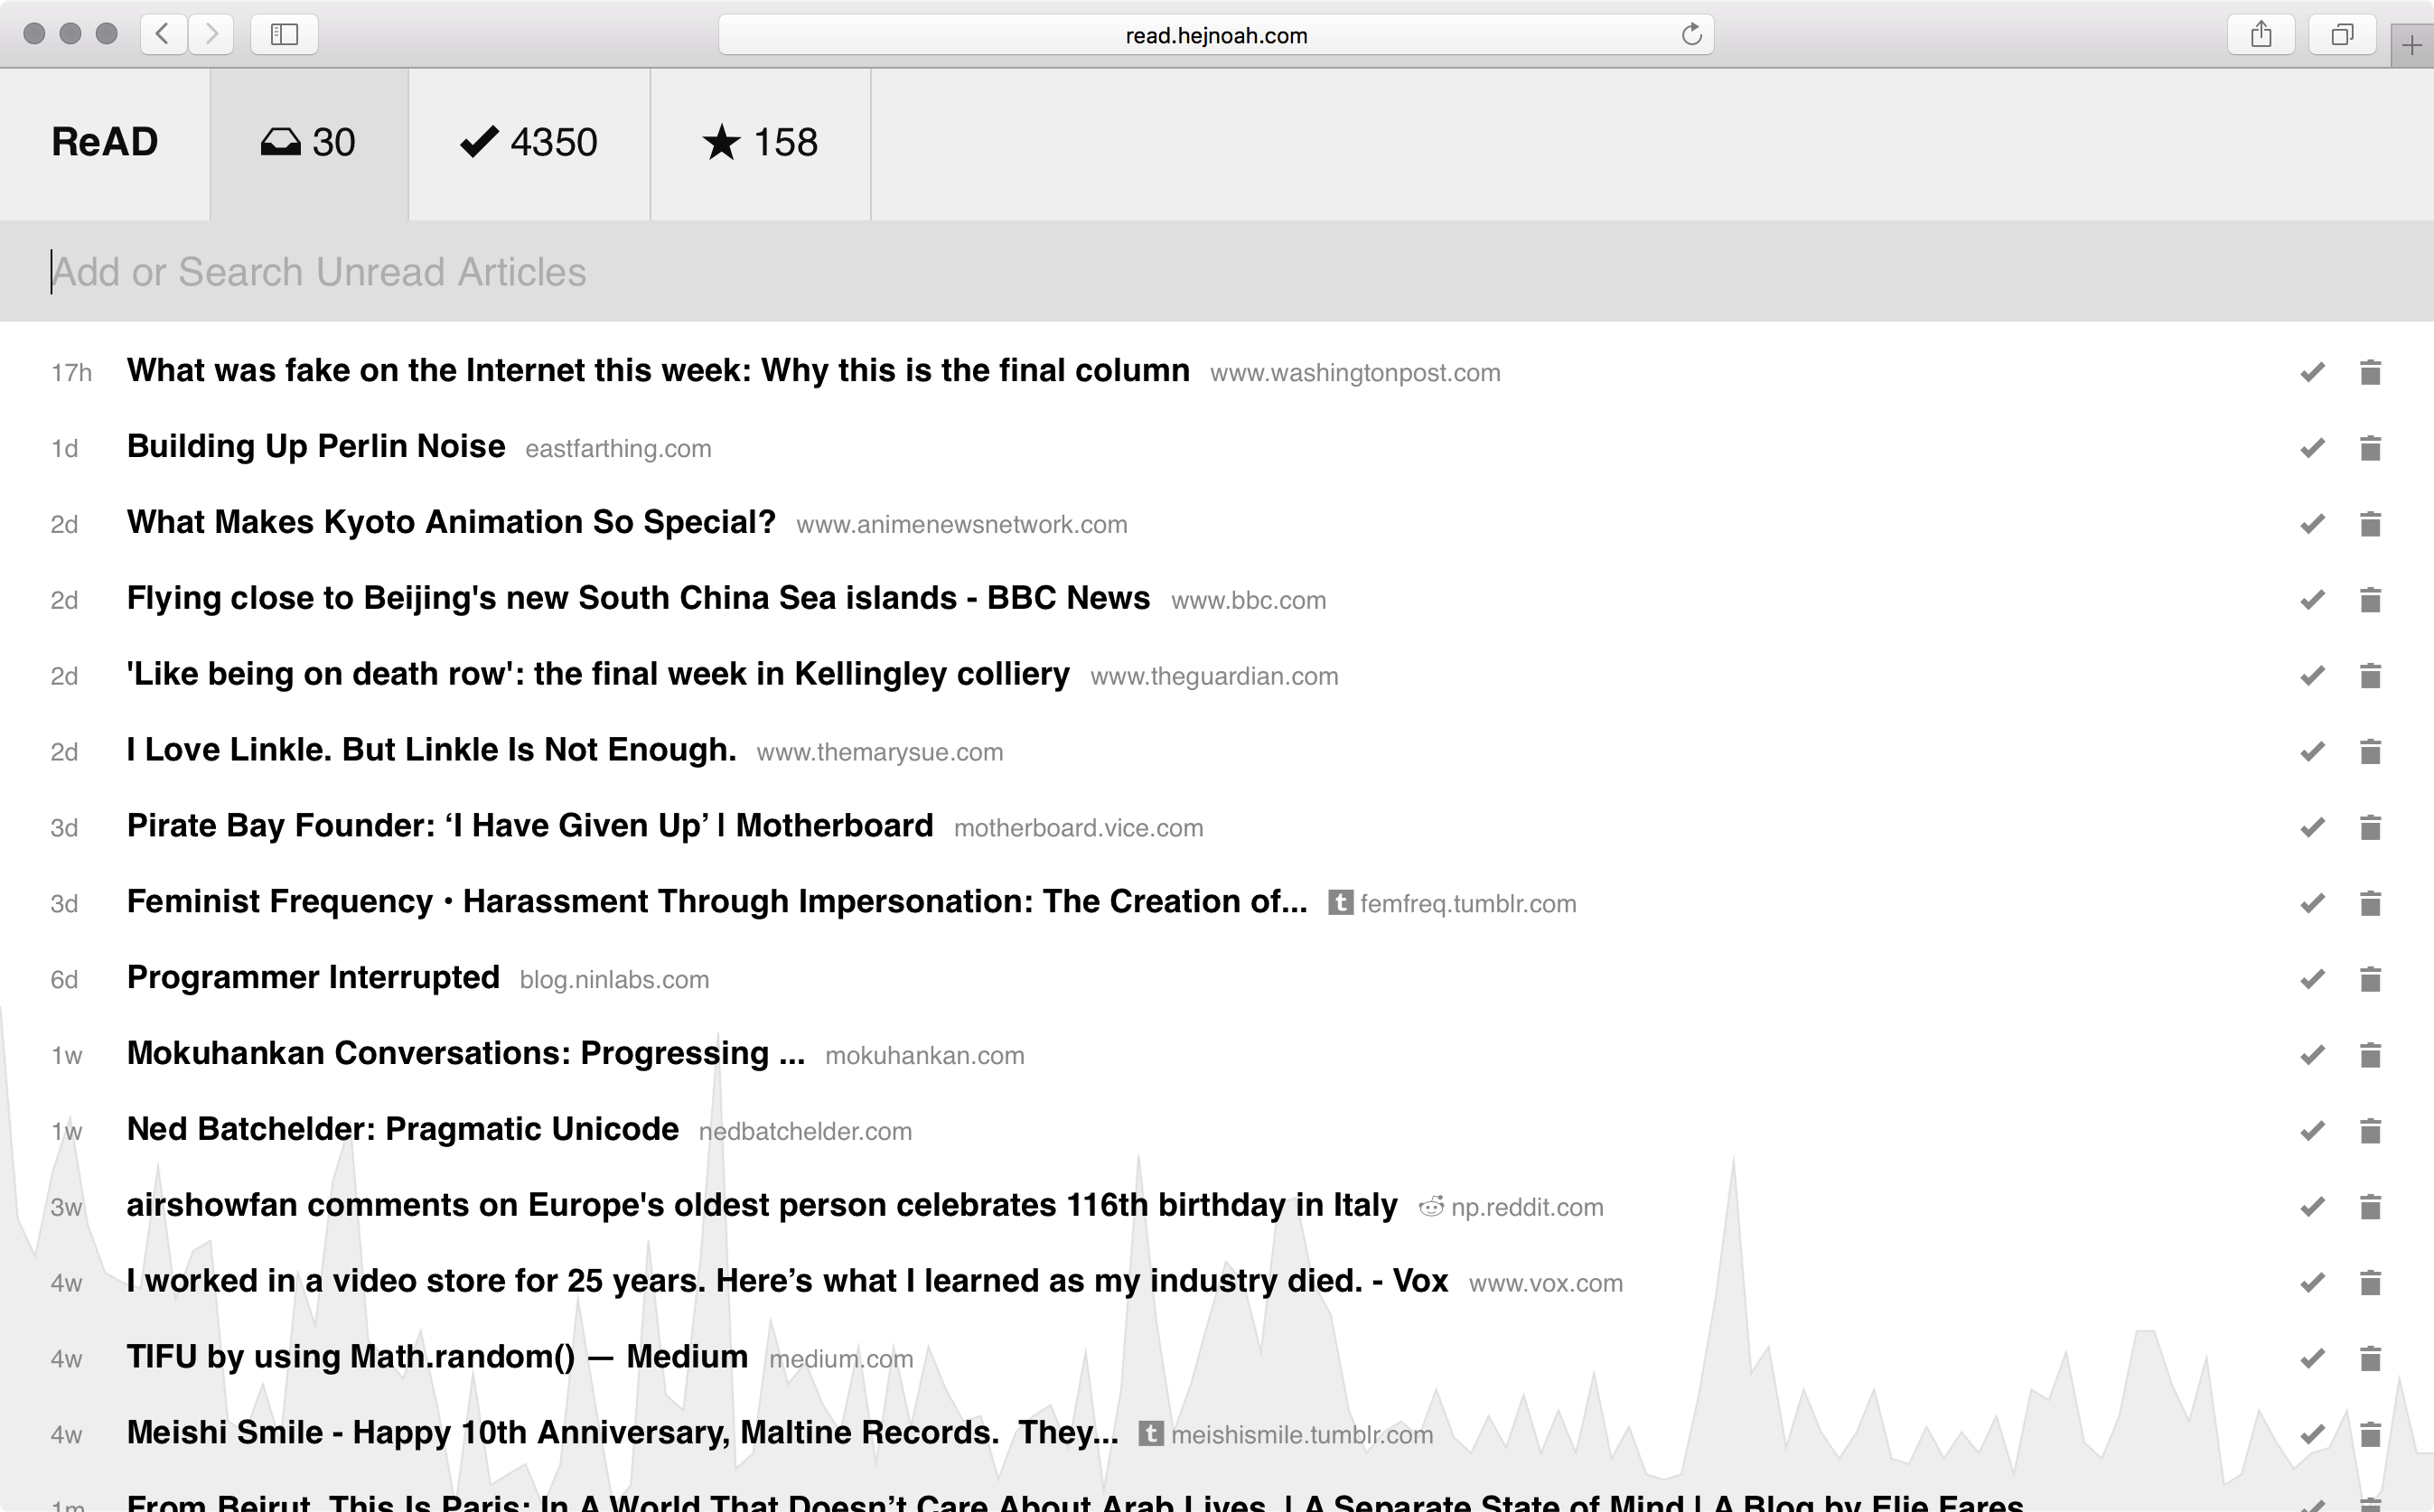 read.hejnoah.com
ReAD 30 4350 158
Add or Search Unread Articles
17h What was fake on the Internet this week: Why this is the final column www.washingtonpost.com
1d Building Up Perlin Noise eastfarthing.com
2d What Makes Kyoto Animation So Special? www.animenewsnetwork.com
2d Flying close to Beijing's new South China Sea islands - BBC News www.bbc.com
2d 'Like being on death row': the final week in Kellingley colliery www.theguardian.com
2d I Love Linkle. But Linkle Is Not Enough. www.themarysue.com
3d Pirate Bay Founder: ‘I Have Given Up’ | Motherboard motherboard.vice.com
3d Feminist Frequency • Harassment Through Impersonation: The Creation of... t femfreq.tumblr.com
6d Programmer Interrupted blog.ninlabs.com
1w Mokuhankan Conversations: Progressing ... mokuhankan.com
1w Ned Batchelder: Pragmatic Unicode nedbatchelder.com
3w airshowfan comments on Europe's oldest person celebrates 116th birthday in Italy np.reddit.com
4w I worked in a video store for 25 years. Here’s what I learned as my industry died. - Vox www.vox.com
4w TIFU by using Math.random() — Medium medium.com
4w Meishi Smile - Happy 10th Anniversary, Maltine Records.  They... t meishismile.tumblr.com
1m From Beirut, This Is Paris: In A World That Doesn’t Care About Arab Lives. | A Separate State of Mind | A Blog by Elie Fares